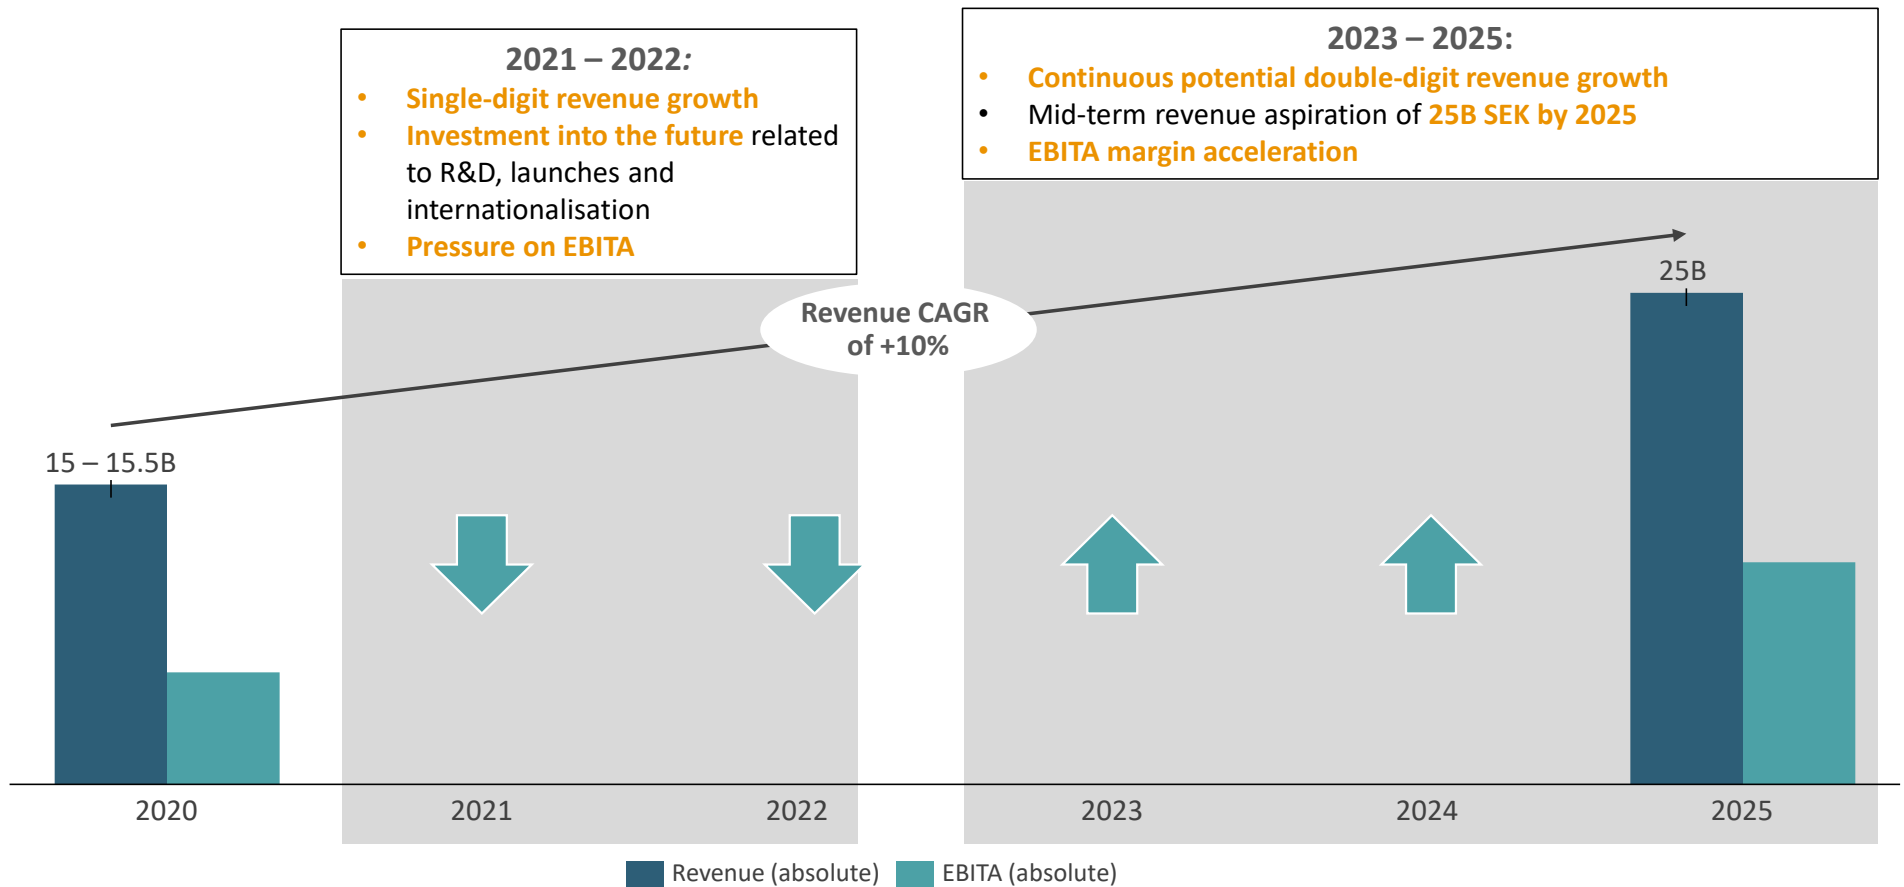 2021 – 2022:
• Single-digit revenue growth
• Investment into the future related
to R&D, launches and
internationalisation
• Pressure on EBITA
2023 – 2025:
• Continuous potential double-digit revenue growth
• Mid-term revenue aspiration of 25B SEK by 2025
• EBITA margin acceleration
Revenue CAGR
of +10%
15 – 15.5B
25B
2020
2021
2022
2023
2024
2025
Revenue (absolute)
EBITA (absolute)